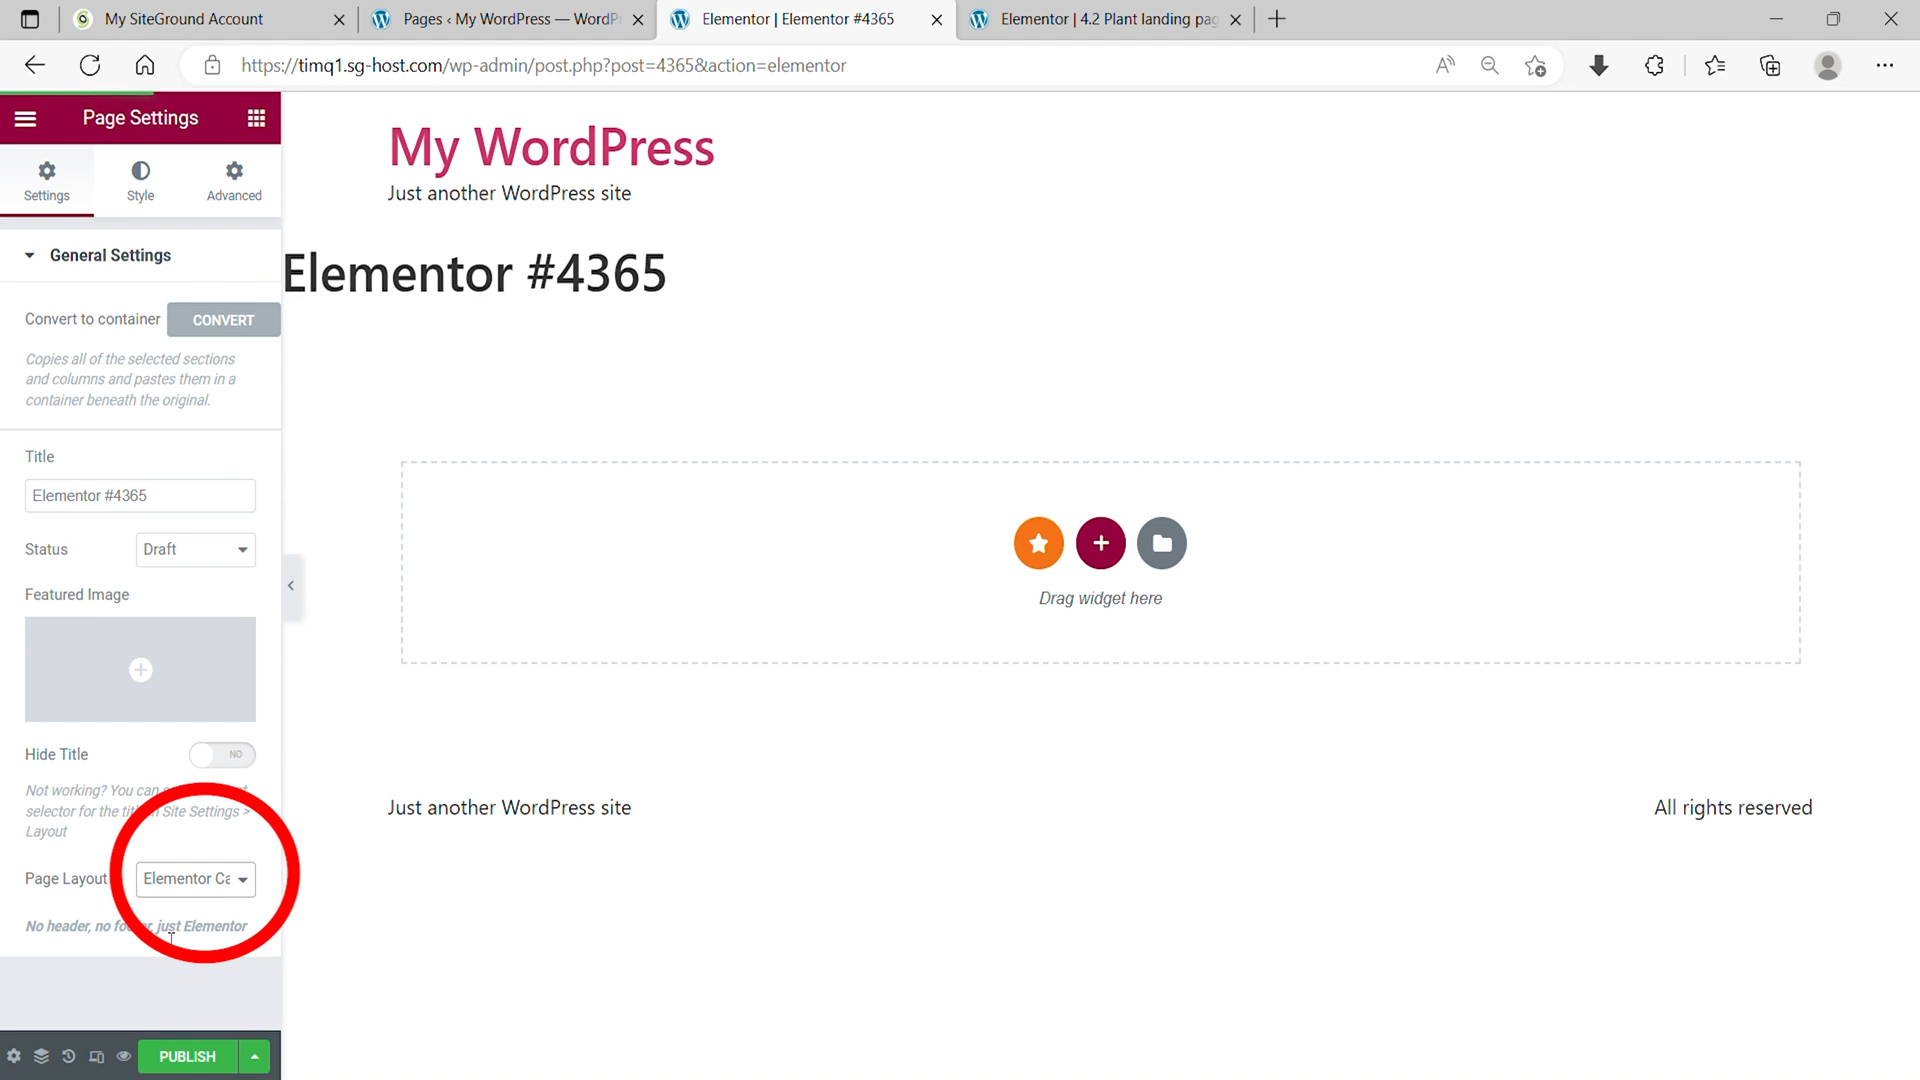 My SiteGround Account
Pages ‹ My WordPress — WordP
Elementor | Elementor #4365
Elementor | 4.2 Plant landing pag
https://timq1.sg-host.com/wp-admin/post.php?post=4365&action=elementor
Page Settings
Settings
Style
Advanced
General Settings
Convert to container
CONVERT
Copies all of the selected sections
and columns and pastes them in a
container beneath the original.
Title
Elementor #4365
Status
Draft
Featured Image
Hide Title
NO
Not working? You can
selector for the Site Settings >
Layout
Page Layout
Elementor Ca
No header, no just Elementor
PUBLISH
My WordPress
Just another WordPress site
Elementor #4365
Drag widget here
Just another WordPress site
All rights reserved